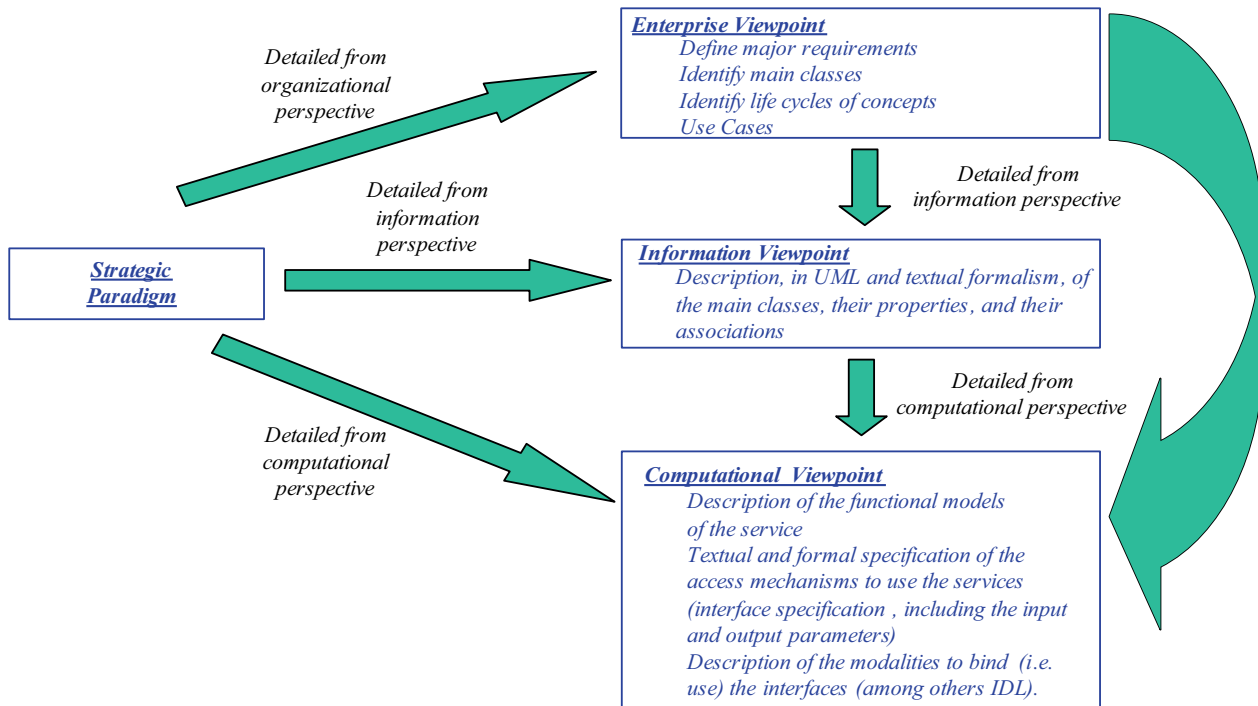 Enterprise Viewpoint
Define major requirements
Identify main classes
Identify life cycles of concepts
Use Cases
Detailed from
organizational
perspective
Detailed from
information
perspective
Detailed from
information perspective
Strategic
Paradigm
Information Viewpoint
Description, in UML and textual formalism, of
the main classes, their properties, and their
associations
Detailed from
computational perspective
Detailed from
computational
perspective
Computational Viewpoint
Description of the functional models
of the service
Textual and formal specification of the
access mechanisms to use the services
(interface specification , including the input
and output parameters)
Description of the modalities to bind (i.e.
use) the interfaces (among others IDL).